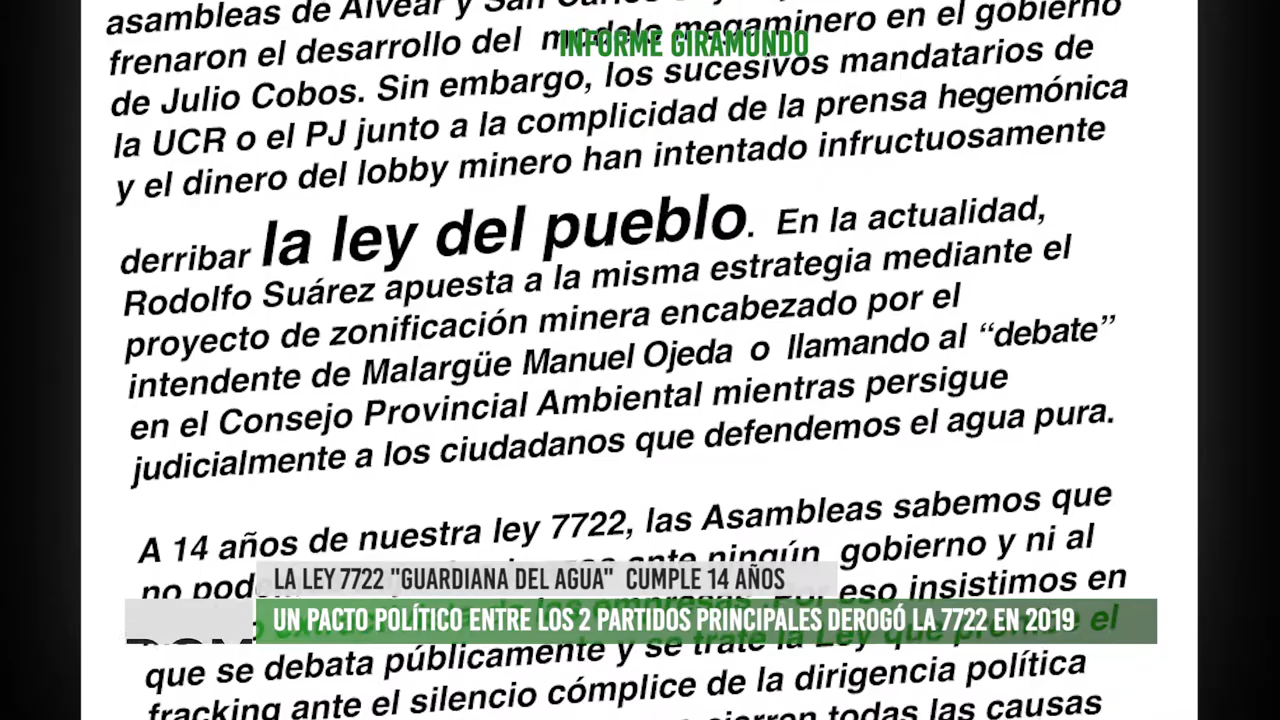 asambleas de Alvear y San
frenaron el desarrollo del modelo megaminero en el gobierno
INFORME GIRAMUNDO
de Julio Cobos. Sin embargo, los sucesivos mandatarios de
la UCR o el PJ junto a la complicidad de la prensa hegemónica
y el dinero del lobby minero han intentado infructuosamente
derribar la ley del pueblo. En la actualidad,
Rodolfo Suárez apuesta a la misma estrategia mediante el
proyecto de zonificación minera encabezado por el
intendente de Malargüe Manuel Ojeda o llamando al “debate”
en el Consejo Provincial Ambiental mientras persigue
judicialmente a los ciudadanos que defendemos el agua pura.
A 14 años de nuestra ley 7722, las Asambleas sabemos que
no ante ningún gobierno y ni al
LA LEY 7722 "GUARDIANA DEL AGUA" CUMPLE 14 AÑOS
eso insistimos en
UN PACTO POLÍTICO ENTRE LOS 2 PARTIDOS PRINCIPALES DEROGÓ LA 7722 EN 2019
que se debata públicamente y se trate la Ley que el
fracking ante el silencio cómplice de la dirigencia política
todas las causas